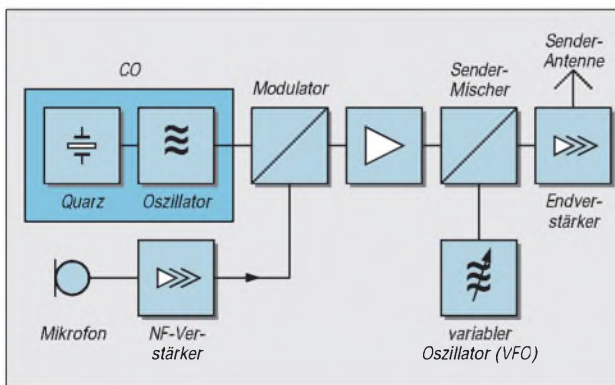 CO
Modulator
Sender-
Mischer
Sender-
Antenne
Quarz
Oszillator
Endver-
stärker
Mikrofon
NF-Ver-
stärker
variabler
Oszillator (VFO)